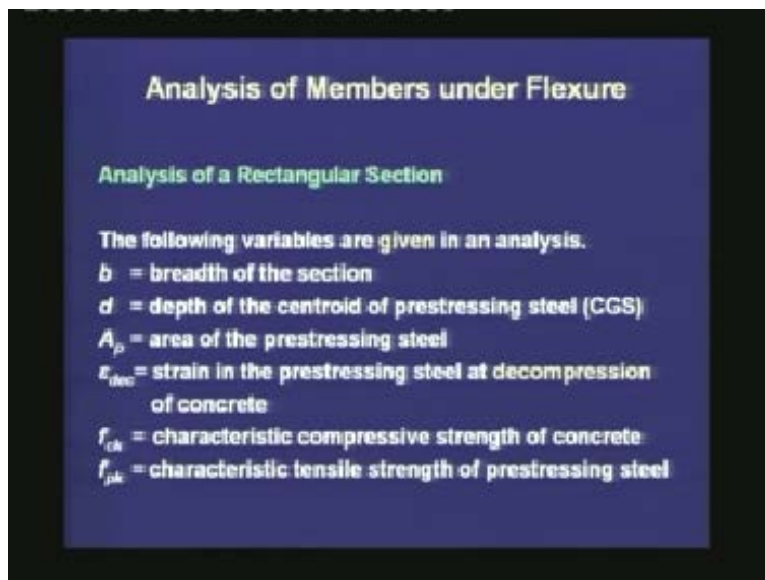 Analysis of Members under Flexure
Analysis of a Rectangular Section
The following variables are given in an analysis.
b = breadth of the section
d = depth of the centroid of prestressing steel (CGS)
Ap = area of the prestressing steel
εdec = strain in the prestressing steel at decompression
of concrete
fck = characteristic compressive strength of concrete
fpk = characteristic tensile strength of prestressing steel